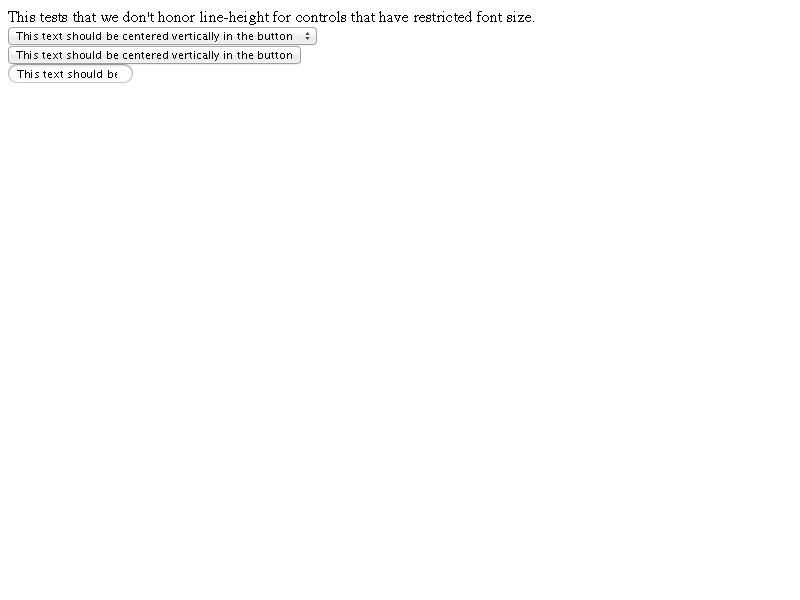 This tests that we don't honor line-height for controls that have restricted font size.
This text should be centered vertically in the button
This text should be centered vertically in the button
This text should be